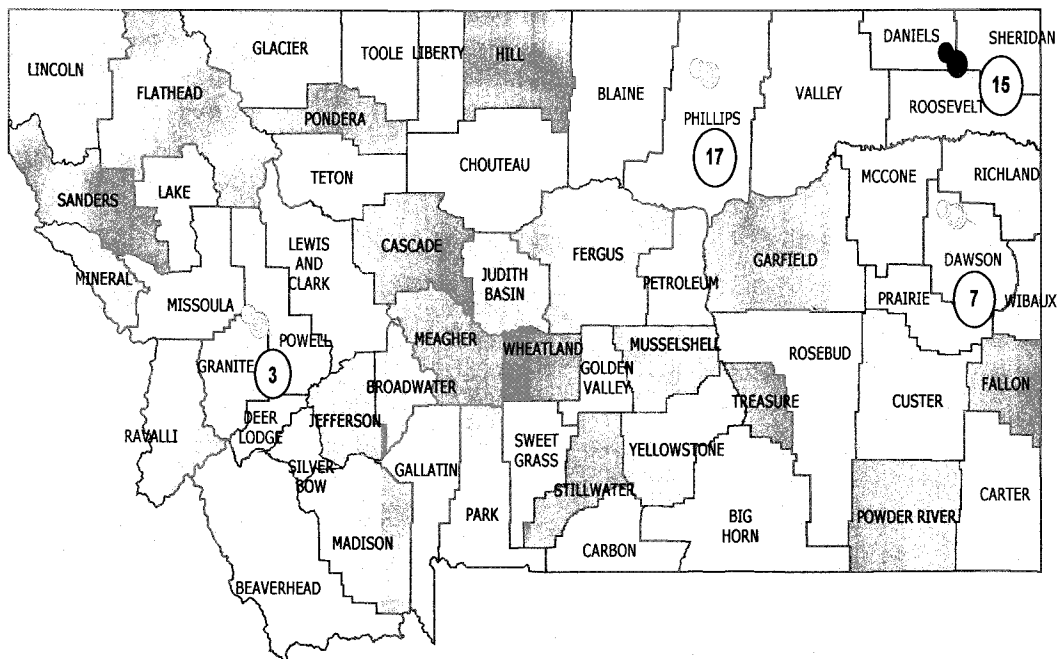 DANIELS
SHERIDAN
GLACIER
TOOLE
LIBERTY
HILL
LINCOLN
FLATHEAD
BLAINE
VALLEY
15
ROOSEVELT
PONDERA
PHILLIPS
17
CHOUTEAU
TETON
MCCONE
RICHLAND
SANDERS
LAKE
LEWIS
AND
CLARK
CASCADE
FERGUS
GARFIELD
DAWSON
JUDITH
BASIN
MINERAL
MISSOULA
PETROLEUM
PRAIRIE
7
WIBAUX
POWELL
MEAGHER
WHEATLAND
MUSSELSHELL
ROSEBUD
GRANITE
3
GOLDEN
VALLEY
BROADWATER
TREASURE
CUSTER
FALLON
DEER
LODGE
JEFFERSON
RAVALLI
SWEET
GRASS
YELLOWSTONE
SILVER
BOW
GALLATIN
STILLWATER
CARTER
PARK
BIG
HORN
POWDER RIVER
MADISON
CARBON
BEAVERHEAD